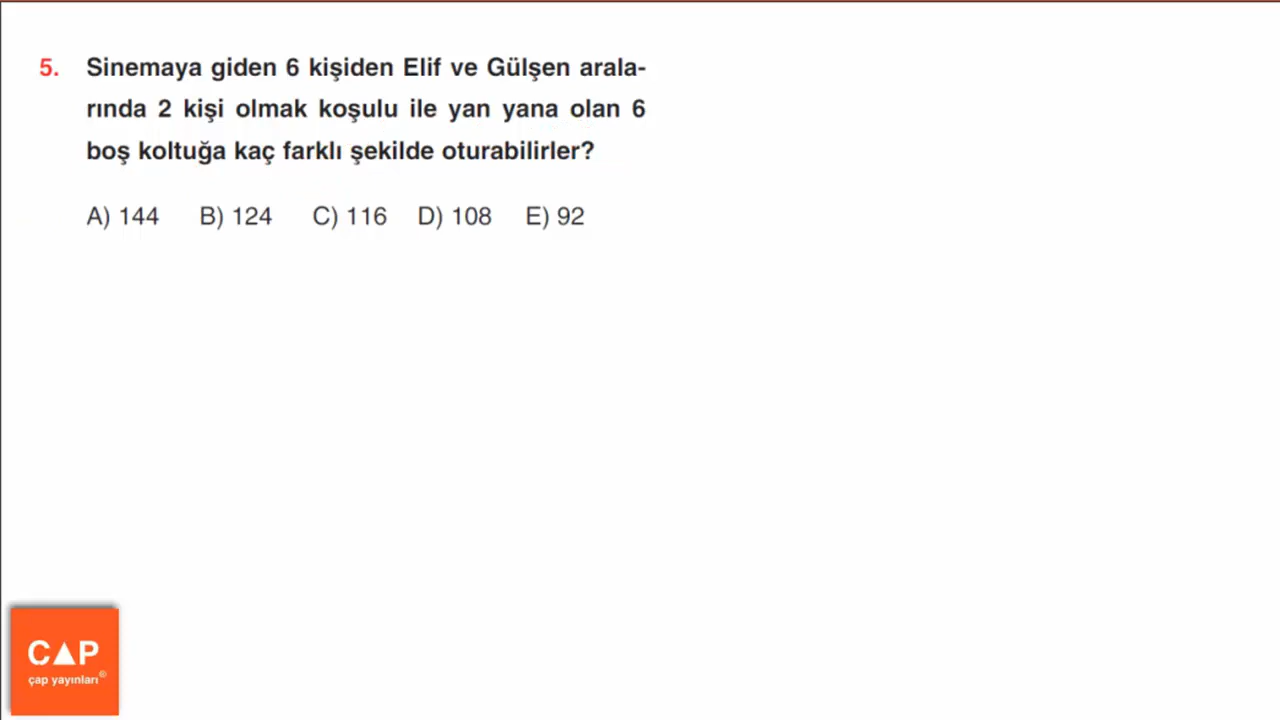 5. Sinemaya giden 6 kişiden Elif ve Gülşen arala-
rında 2 kişi olmak koşulu ile yan yana olan 6
boş koltuğa kaç farklı şekilde oturabilirler?
A) 144 B) 124 C) 116 D) 108 E) 92
CAP
çap yayınları®